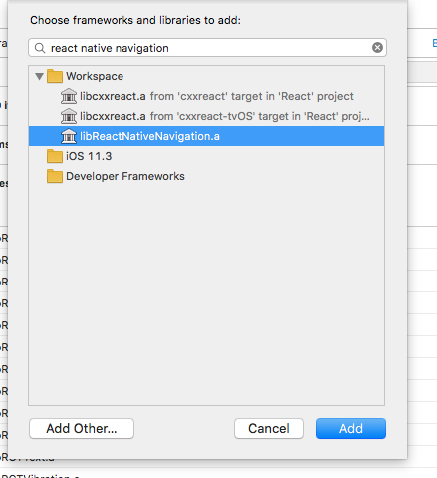 Choose frameworks and libraries to add:
react native navigation
Workspace
libcxxreact.a from 'cxxreact' target in 'React' project
libcxxreact.a from 'cxxreact-tvOS' target in 'React' proj...
libReactNativeNavigation.a
iOS 11.3
Developer Frameworks
Add Other...
Cancel
Add